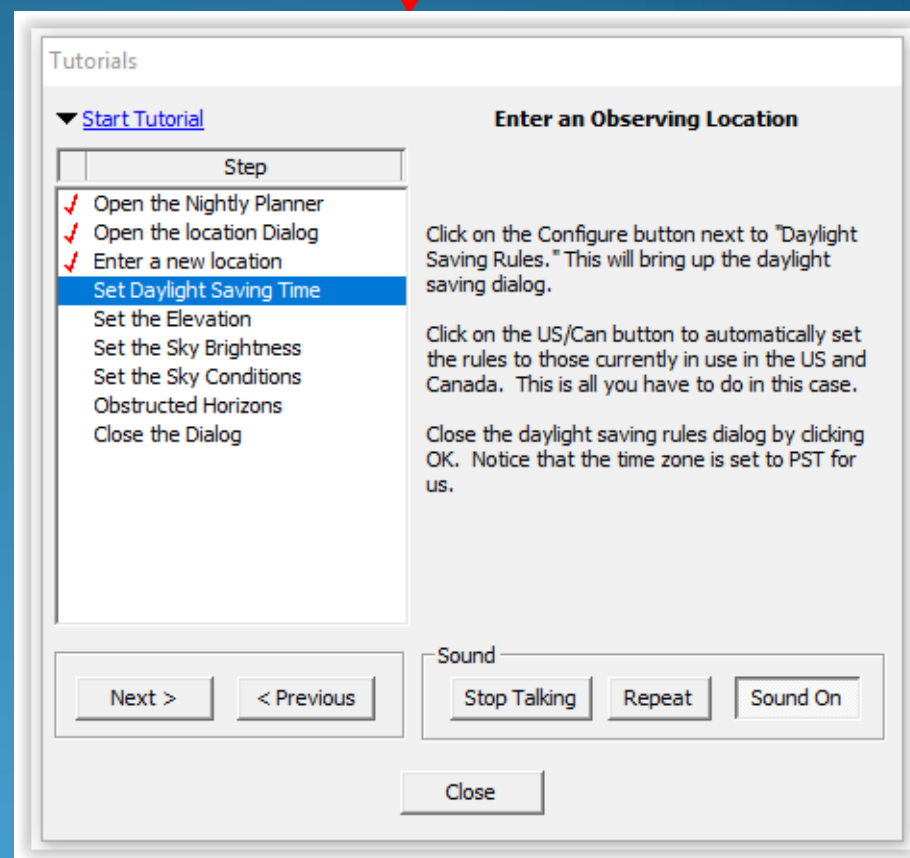 Tutorials
Start Tutorial
Enter an Observing Location
Step
Open the Nightly Planner
Open the location Dialog
Enter a new location
Set Daylight Saving Time
Set the Elevation
Set the Sky Brightness
Set the Sky Conditions
Obstructed Horizons
Close the Dialog
Click on the Configure button next to "Daylight
Saving Rules." This will bring up the daylight
saving dialog.
Click on the US/Can button to automatically set
the rules to those currently in use in the US and
Canada.  This is all you have to do in this case.
Close the daylight saving rules dialog by clicking
OK.  Notice that the time zone is set to PST for
us.
Next >
< Previous
Sound
Stop Talking
Repeat
Sound On
Close